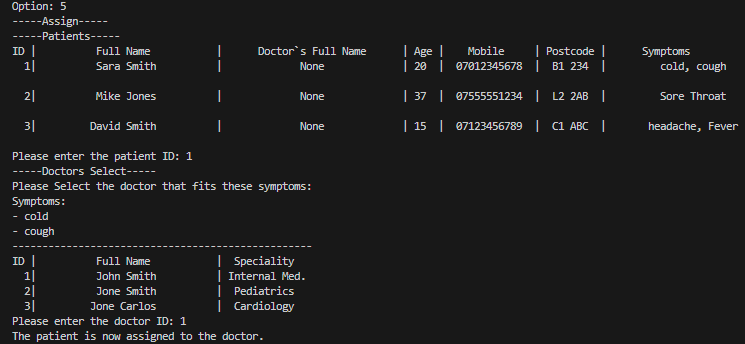 Option: 5
-----Assign-----
-----Patients-----
ID |          Full Name           |      Doctor`s Full Name      | Age |    Mobile     | Postcode |      Symptoms
  1|          Sara Smith          |             None             | 20  |  07012345678  |  B1 234  |         cold, cough
  2|          Mike Jones          |             None             | 37  |  07555551234  |  L2 2AB  |         Sore Throat
  3|         David Smith          |             None             | 15  |  07123456789  |  C1 ABC  |       headache, Fever
Please enter the patient ID: 1
-----Doctors Select-----
Please Select the doctor that fits these symptoms:
Symptoms:
- cold
- cough
--------------------------------------------------
ID |          Full Name           |  Speciality
  1|          John Smith          | Internal Med.
  2|          Jone Smith          |  Pediatrics
  3|         Jone Carlos          |  Cardiology
Please enter the doctor ID: 1
The patient is now assigned to the doctor.